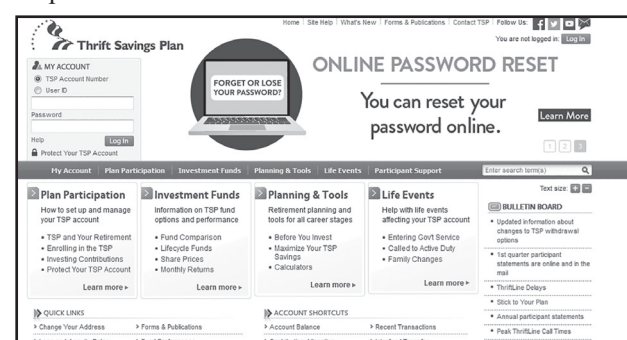 Home | Site Help | What's New | Forms & Publications | Contact TSP | Follow Us:
Thrift Savings Plan
You are not logged in: Log In
MY ACCOUNT
TSP Account Number
User ID
Password
Help Log In
Protect Your TSP Account
FORGET OR LOSE
YOUR PASSWORD?
ONLINE PASSWORD RESET
You can reset your
password online.
Learn More
1 2 3
My Account | Plan Participation | Investment Funds | Planning & Tools | Life Events | Participant Support
Enter search term(s)
Text size: + −
Plan Participation
How to set up and manage
your TSP account
• TSP and Your Retirement
• Enrolling in the TSP
• Investing Contributions
• Protect Your TSP Account
Learn more
Investment Funds
Information on TSP fund
options and performance
• Fund Comparison
• Lifecycle Funds
• Share Prices
• Monthly Returns
Learn more
Planning & Tools
Retirement planning and
tools for all career stages
• Before You Invest
• Maximize Your TSP
Savings
• Calculators
Learn more
Life Events
Help with life events
affecting your TSP account
• Entering Gov't Service
• Called to Active Duty
• Family Changes
Learn more
BULLETIN BOARD
• Updated information about
changes to TSP withdrawal
options
• 1st quarter participant
statements are online and in the
mail
• ThriftLine Delays
• Stick to Your Plan
• Annual participant statements
• Peak ThriftLine Call Times
QUICK LINKS
Change Your Address
Forms & Publications
ACCOUNT SHORTCUTS
Account Balance
Recent Transactions